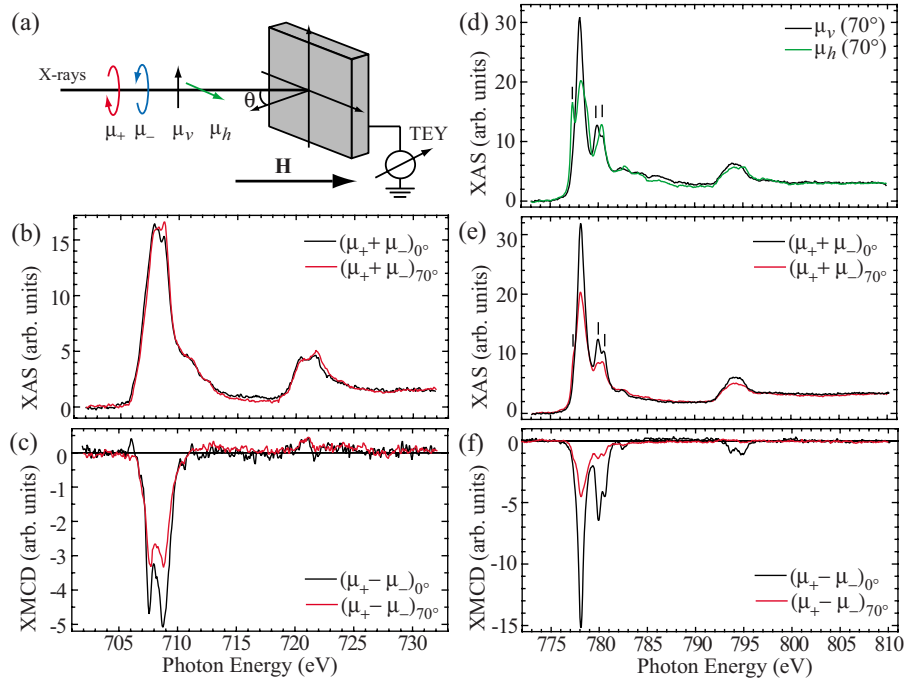 (a)
X-rays
μ₊ μ₋ μᵥ μₕ
θ
H
TEY
(b)
XAS (arb. units)
15
10
5
0
(μ₊+ μ₋)₀°
(μ₊+ μ₋)₇₀°
(c)
XMCD (arb. units)
0
-1
-2
-3
-4
-5
(μ₊− μ₋)₀°
(μ₊− μ₋)₇₀°
705 710 715 720 725 730
Photon Energy (eV)
(d)
XAS (arb. units)
30
20
10
0
μᵥ (70°)
μₕ (70°)
(e)
XAS (arb. units)
30
20
10
0
(μ₊+ μ₋)₀°
(μ₊+ μ₋)₇₀°
(f)
XMCD (arb. units)
0
-5
-10
-15
(μ₊− μ₋)₀°
(μ₊− μ₋)₇₀°
775 780 785 790 795 800 805 810
Photon Energy (eV)